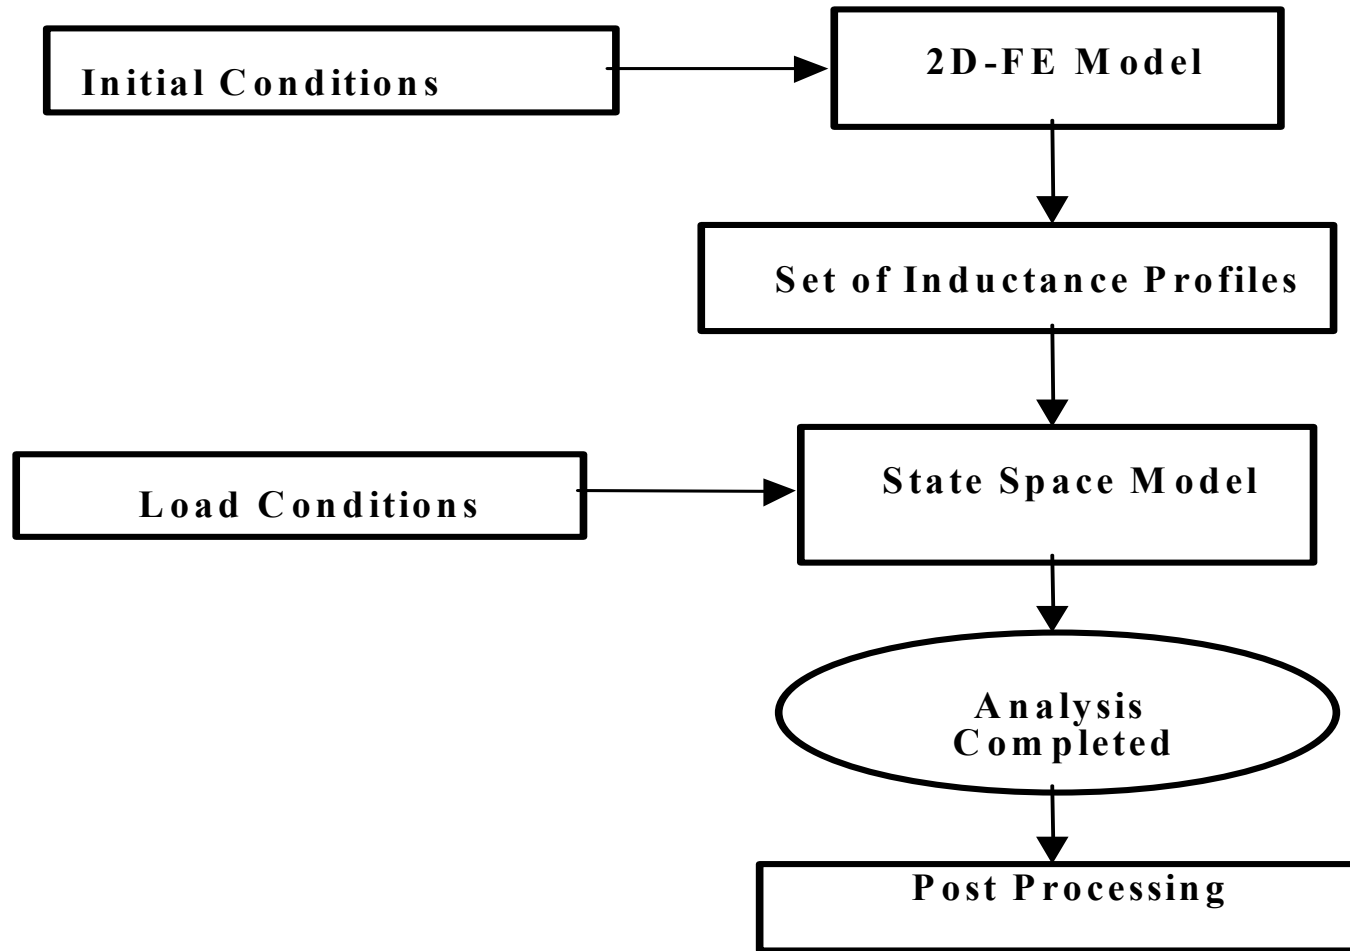 Initial Conditions
2D-FE Model
Set of Inductance Profiles
Load Conditions
State Space Model
Analysis
Completed
Post Processing